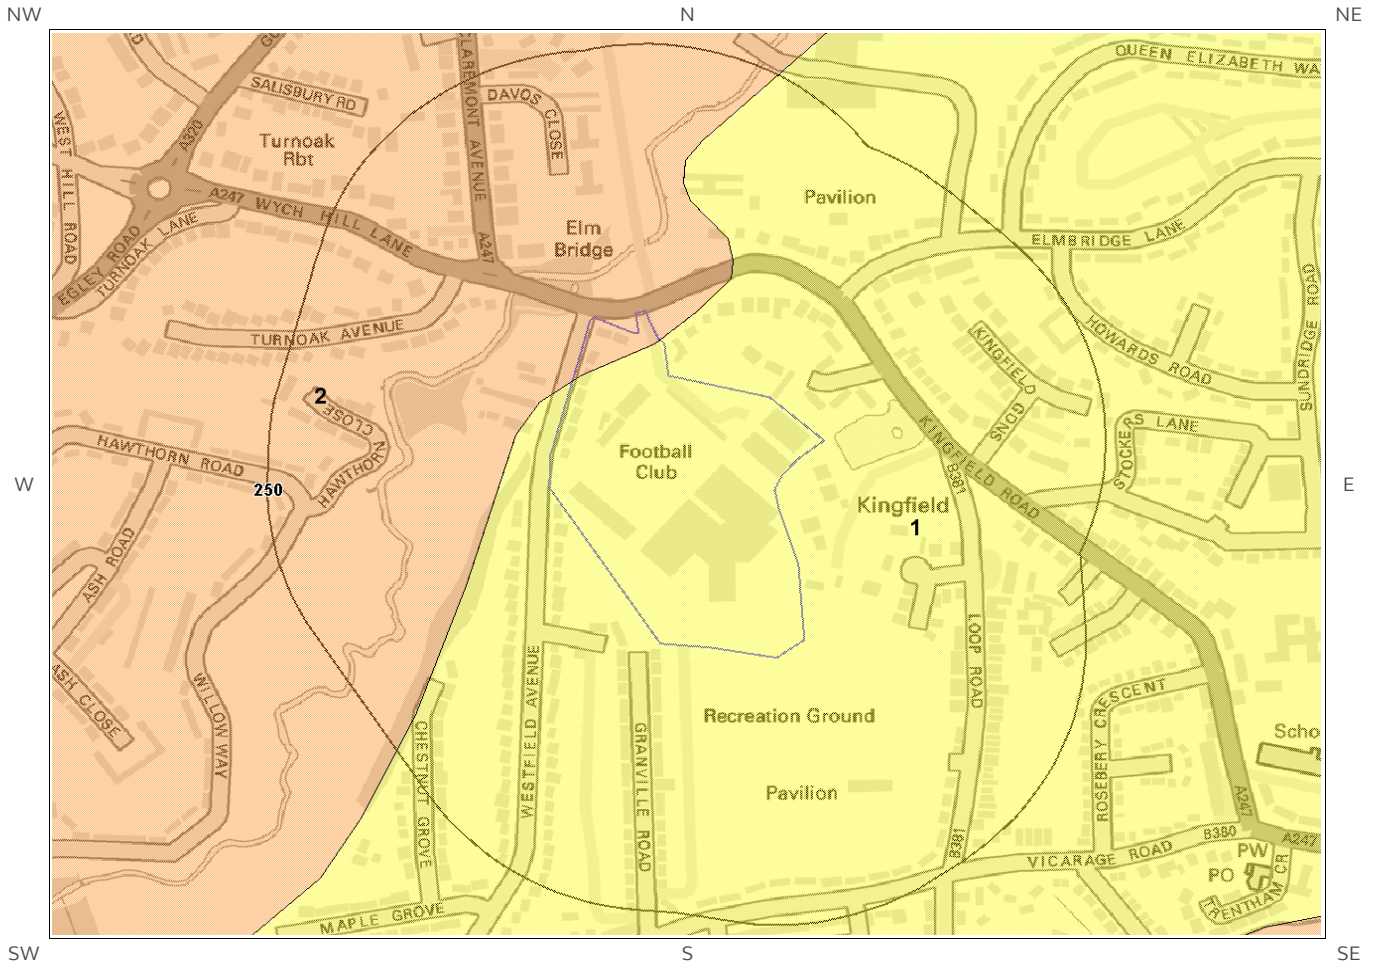 NW
N
NE
QUEEN ELIZABETH WA
CLAREMONT AVENUE
SALISBURY RD
DAVOS
CLOSE
A320
WEST HILL ROAD
Turnoak
Rbt
A247 WYCH HILL LANE
Pavilion
EGLEY ROAD
TURNOAK LANE
A247
Elm
Bridge
ELMBRIDGE LANE
SUNDRIDGE ROAD
TURNOAK AVENUE
KINGFIELD
HOWARDS ROAD
2
CLOSE
GDNS
STOCKERS LANE
HAWTHORN ROAD
HAWTHORN
Football
Club
KINGFIELD ROAD
B381
W
250
Kingfield
1
E
ASH ROAD
LOOP ROAD
ASH CLOSE
WILLOW WAY
CHESTNUT GROVE
WESTFIELD AVENUE
GRANVILLE ROAD
Recreation Ground
ROSEBERY CRESCENT
Scho
Pavilion
A247
B381
VICARAGE ROAD
B380
A247
PW
PO
TRENTHAM CR
MAPLE GROVE
SW
S
SE